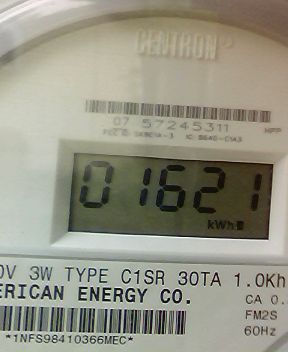 CENTRON®
07 57245311
HPP
01621
kWh
0V 3W TYPE C1SR 30TA 1.0Kh
ERICAN ENERGY CO.
CA 0.
FM2S
60Hz
*1NFS98410366MEC*